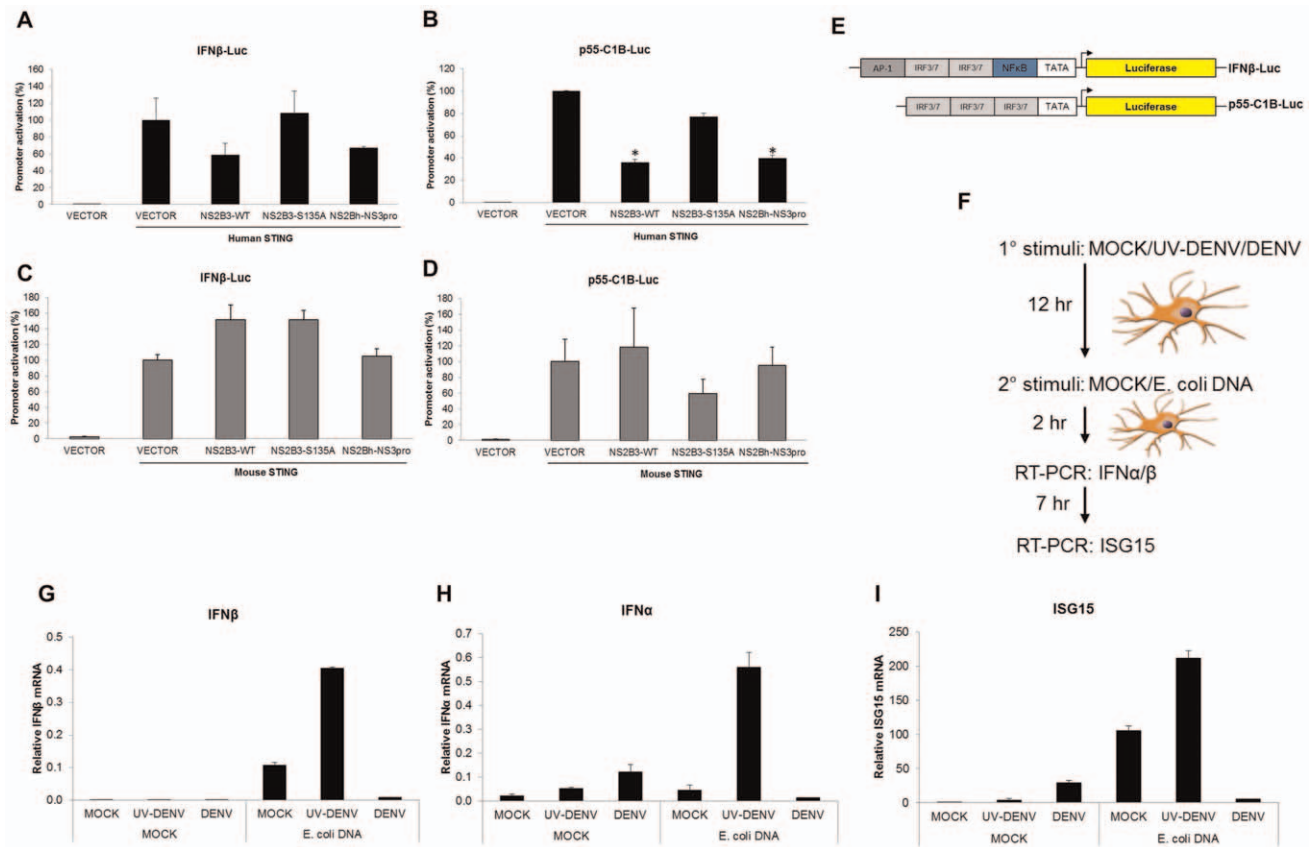 A
IFNβ-Luc
Promoter activation (%)
160
140
120
100
80
60
40
20
0
VECTOR VECTOR NS2B3-WT NS2B3-S135A NS2Bh-NS3pro
Human STING
B
p55-C1B-Luc
Promoter activation (%)
120
100
80
60
40
20
0
* *
VECTOR VECTOR NS2B3-WT NS2B3-S135A NS2Bh-NS3pro
Human STING
C
IFNβ-Luc
Promoter activation (%)
180
160
140
120
100
80
60
40
20
0
VECTOR VECTOR NS2B3-WT NS2B3-S135A NS2Bh-NS3pro
Mouse STING
D
p55-C1B-Luc
Promoter activation (%)
180
160
140
120
100
80
60
40
20
0
VECTOR VECTOR NS2B3-WT NS2B3-S135A NS2Bh-NS3pro
Mouse STING
E
AP-1 IRF3/7 IRF3/7 NFκB TATA Luciferase IFNβ-Luc
IRF3/7 IRF3/7 IRF3/7 TATA Luciferase p55-C1B-Luc
F
1° stimuli: MOCK/UV-DENV/DENV
12 hr
2° stimuli: MOCK/E. coli DNA
2 hr
RT-PCR: IFNα/β
7 hr
RT-PCR: ISG15
G
IFNβ
Relative IFNβ mRNA
0.5
0.4
0.3
0.2
0.1
0.0
MOCK UV-DENV DENV MOCK UV-DENV DENV
MOCK E. coli DNA
H
IFNα
Relative IFNα mRNA
0.7
0.6
0.5
0.4
0.3
0.2
0.1
0.0
MOCK UV-DENV DENV MOCK UV-DENV DENV
MOCK E. coli DNA
I
ISG15
Relative ISG15 mRNA
250
200
150
100
50
0
MOCK UV-DENV DENV MOCK UV-DENV DENV
MOCK E. coli DNA